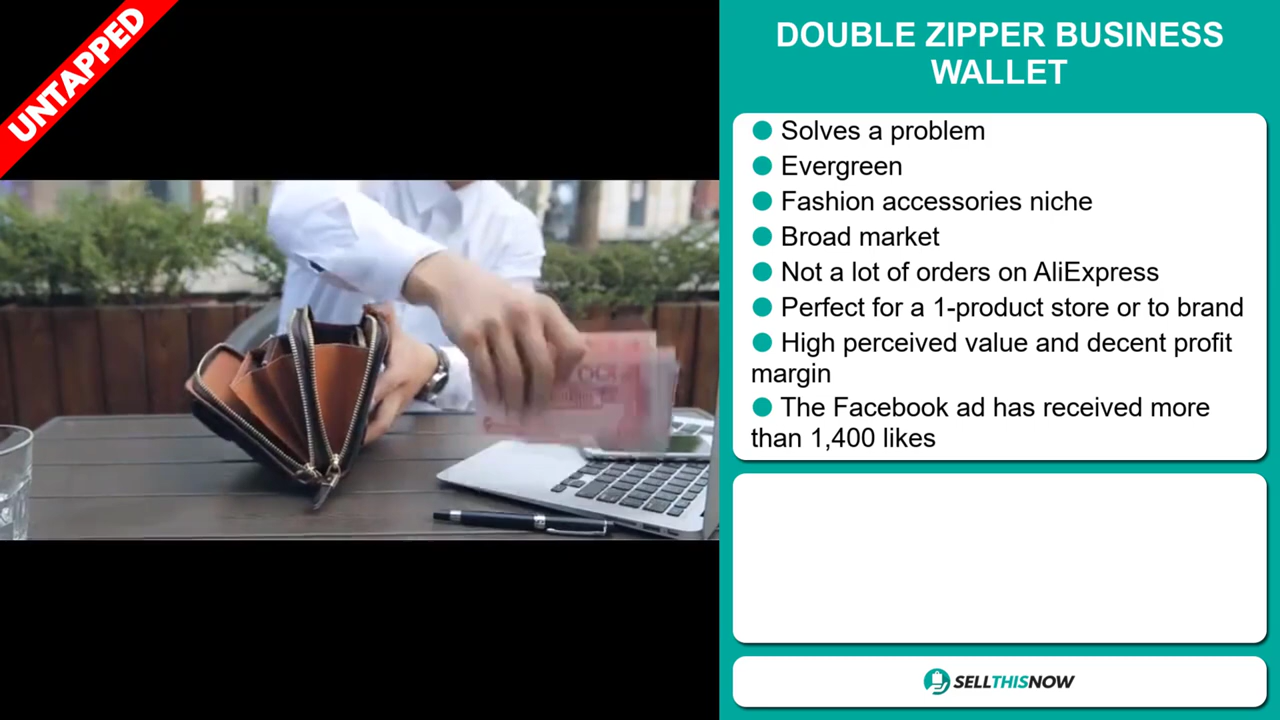 UNTAPPED
DOUBLE ZIPPER BUSINESS
WALLET
● Solves a problem
● Evergreen
● Fashion accessories niche
● Broad market
● Not a lot of orders on AliExpress
● Perfect for a 1-product store or to brand
● High perceived value and decent profit
margin
● The Facebook ad has received more
than 1,400 likes
SELLTHISNOW